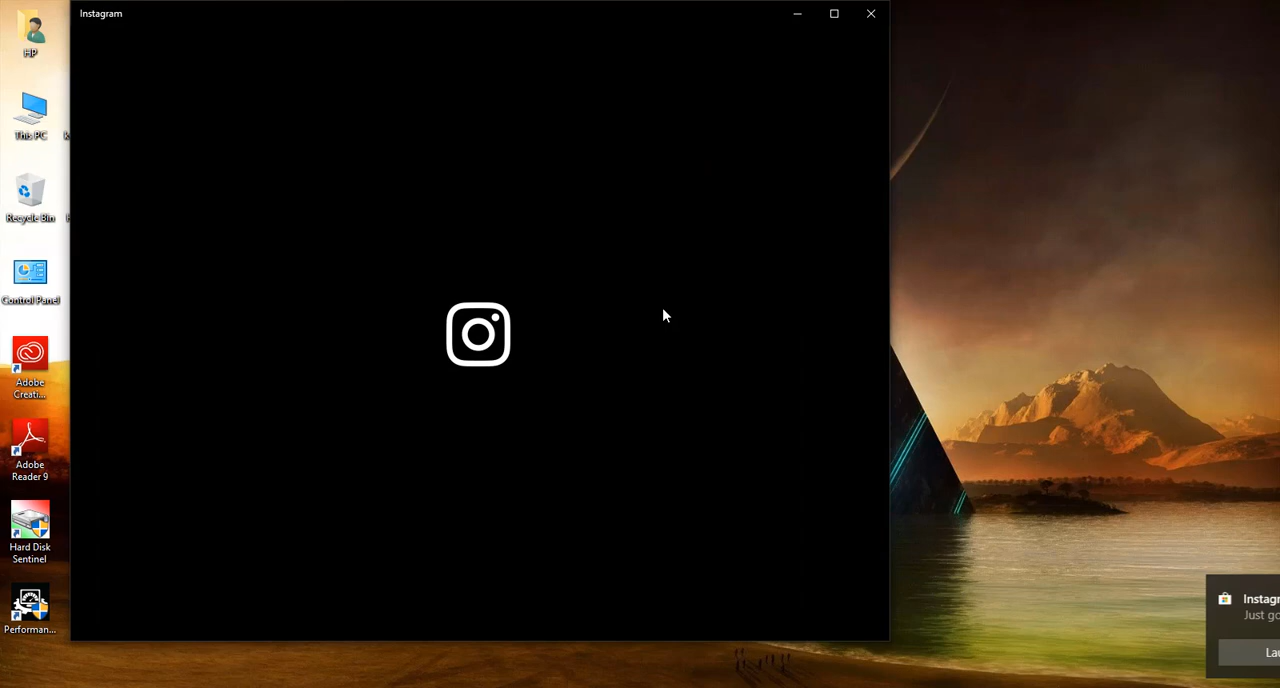 Instagram
HP
This PC
Recycle Bin
Control Panel
Adobe
Creati...
Adobe
Reader 9
Hard Disk
Sentinel
Performan...
Instagr
Just go
Lau